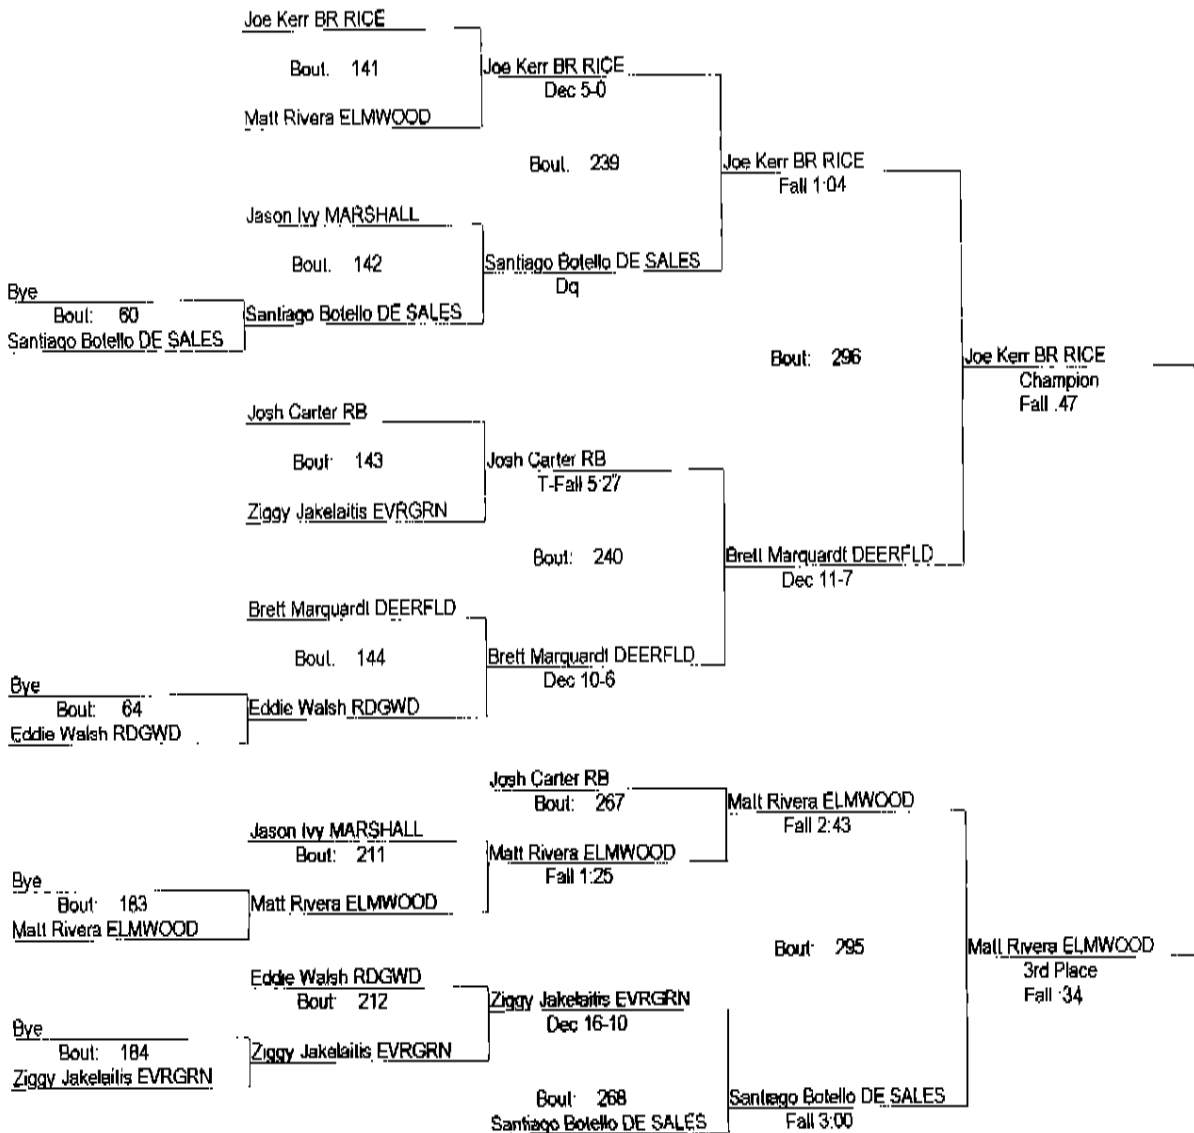 Joe Kerr BR RICE
Bout. 141
Joe Kerr BR RICE
Dec 5-0
Matt Rivera ELMWOOD
Bout. 239
Joe Kerr BR RICE
Fall 1:04
Jason Ivy MARSHALL
Bout. 142
Santiago Botello DE SALES
Dq
Bye
Bout: 60
Santiago Botello DE SALES
Santiago Botello DE SALES
Bout: 296
Joe Kerr BR RICE
Champion
Fall :47
Josh Carter RB
Bout: 143
Josh Carter RB
T-Fall 5:27
Ziggy Jakelaitis EVRGRN
Bout: 240
Brett Marquardt DEERFLD
Dec 11-7
Brett Marquardt DEERFLD
Bout. 144
Brett Marquardt DEERFLD
Dec 10-6
Bye
Bout: 64
Eddie Walsh RDGWD
Eddie Walsh RDGWD
Josh Carter RB
Bout: 267
Matt Rivera ELMWOOD
Fall 2:43
Jason Ivy MARSHALL
Bout: 211
Matt Rivera ELMWOOD
Fall 1:25
Bye
Bout: 183
Matt Rivera ELMWOOD
Matt Rivera ELMWOOD
Bout: 295
Matt Rivera ELMWOOD
3rd Place
Fall :34
Eddie Walsh RDGWD
Bout: 212
Ziggy Jakelaitis EVRGRN
Dec 16-10
Bye
Bout: 184
Ziggy Jakelaitis EVRGRN
Ziggy Jakelaitis EVRGRN
Bout: 268
Santiago Botello DE SALES
Santiago Botello DE SALES
Fall 3:00